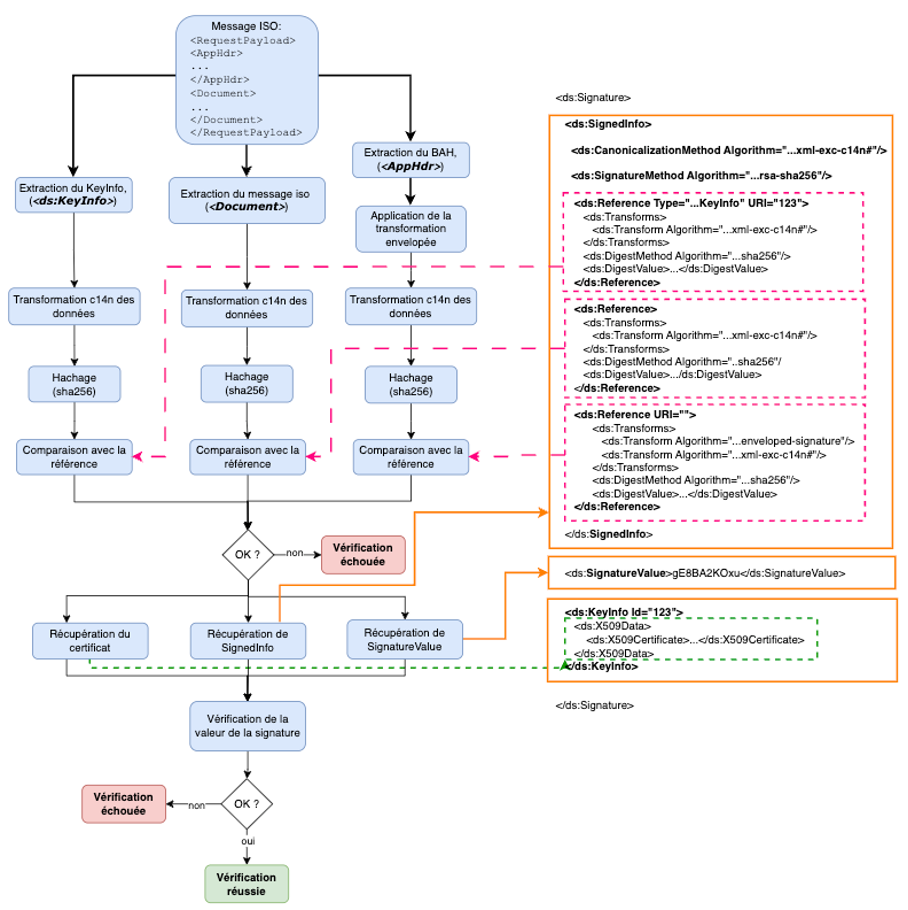 Message ISO:
<RequestPayload>
<AppHdr>
...
</AppHdr>
<Document>
...
</Document>
</RequestPayload>
Extraction du KeyInfo,
(<ds:KeyInfo>)
Extraction du message iso
(<Document>)
Extraction du BAH,
(<AppHdr>)
Application de la
transformation
envelopée
Transformation c14n des
données
Transformation c14n des
données
Transformation c14n des
données
Hachage
(sha256)
Hachage
(sha256)
Hachage
(sha256)
Comparaison avec la
référence
Comparaison avec la
référence
Comparaison avec la
référence
OK ?
non
Vérification
échouée
Récupération du
certificat
Récupération de
SignedInfo
Récupération de
SignatureValue
Vérification de la
valeur de la signature
OK ?
non
Vérification
échouée
oui
Vérification
réussie
<ds:Signature>
<ds:SignedInfo>
<ds:CanonicalizationMethod Algorithm="...xml-exc-c14n#"/>
<ds:SignatureMethod Algorithm="...rsa-sha256"/>
<ds:Reference Type="...KeyInfo" URI="123">
<ds:Transforms>
<ds:Transform Algorithm="...xml-exc-c14n#"/>
</ds:Transforms>
<ds:DigestMethod Algorithm="...sha256"/>
<ds:DigestValue>...</ds:DigestValue>
</ds:Reference>
<ds:Reference>
<ds:Transforms>
<ds:Transform Algorithm="...xml-exc-c14n#"/>
</ds:Transforms>
<ds:DigestMethod Algorithm="..sha256"/
<ds:DigestValue>.../ds:DigestValue>
</ds:Reference>
<ds:Reference URI="">
<ds:Transforms>
<ds:Transform Algorithm="...enveloped-signature"/>
<ds:Transform Algorithm="...xml-exc-c14n#"/>
</ds:Transforms>
<ds:DigestMethod Algorithm="...sha256"/>
<ds:DigestValue>...</ds:DigestValue>
</ds:Reference>
</ds:SignedInfo>
<ds:SignatureValue>gE8BA2KOxu</ds:SignatureValue>
<ds:KeyInfo Id="123">
<ds:X509Data>
<ds:X509Certificate>...</ds:X509Certificate>
</ds:X509Data>
</ds:KeyInfo>
</ds:Signature>